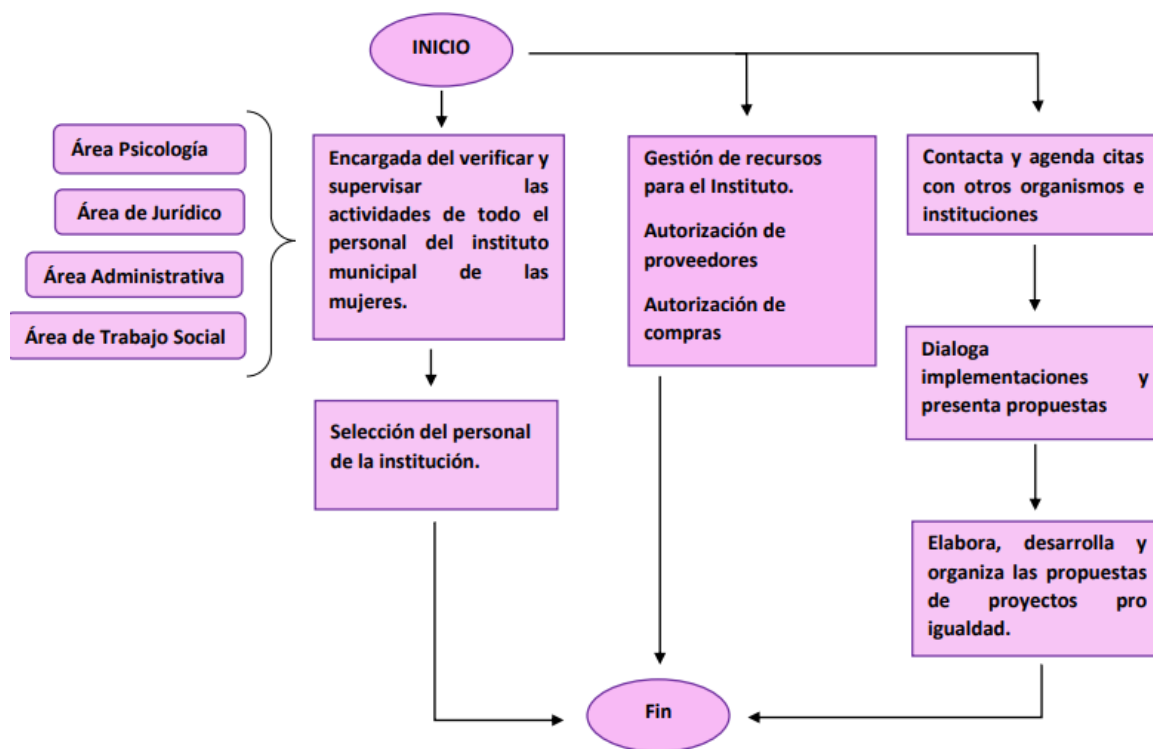 INICIO
Área Psicología
Área de Jurídico
Área Administrativa
Área de Trabajo Social
Encargada del verificar y
supervisar las
actividades de todo el
personal del instituto
municipal de las
mujeres.
Selección del personal
de la institución.
Gestión de recursos
para el Instituto.
Autorización de
proveedores
Autorización de
compras
Contacta y agenda citas
con otros organismos e
instituciones
Dialoga
implementaciones y
presenta propuestas
Elabora, desarrolla y
organiza las propuestas
de proyectos pro
igualdad.
Fin